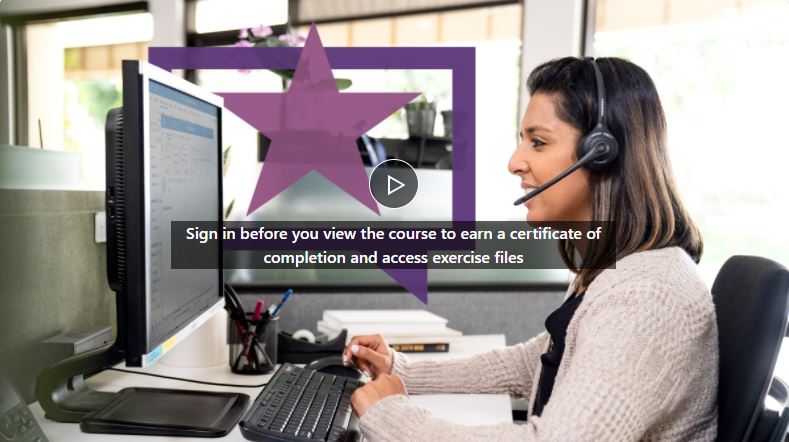 Sign in before you view the course to earn a certificate of
completion and access exercise files